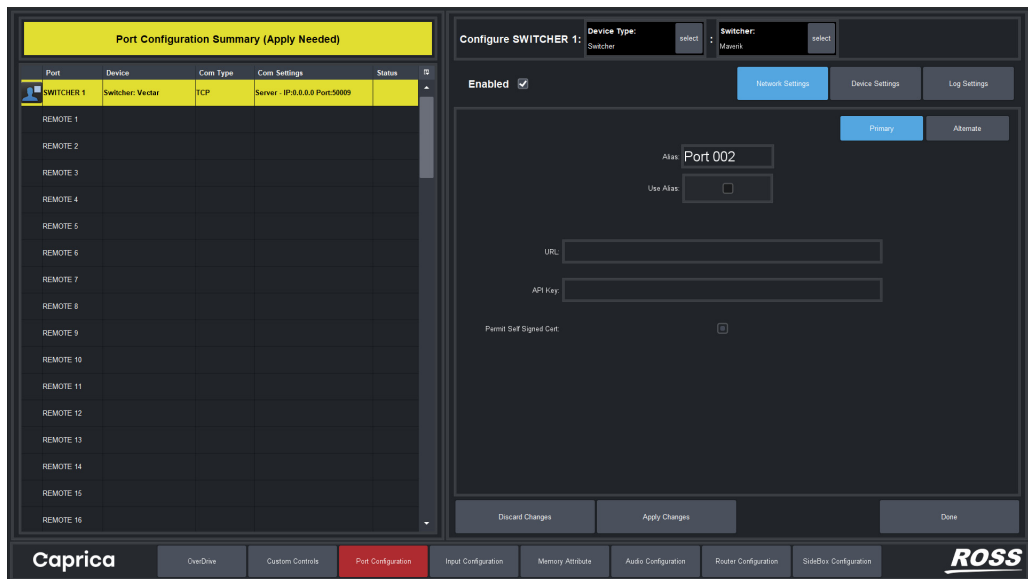 Port Configuration Summary (Apply Needed)
Port Device Com Type Com Settings Status
SWITCHER 1 Switcher: Vectar TCP Server - IP:0.0.0.0 Port:50009
REMOTE 1
REMOTE 2
REMOTE 3
REMOTE 4
REMOTE 5
REMOTE 6
REMOTE 7
REMOTE 8
REMOTE 9
REMOTE 10
REMOTE 11
REMOTE 12
REMOTE 13
REMOTE 14
REMOTE 15
REMOTE 16
Configure SWITCHER 1:
Device Type:
Switcher
select
:
Switcher:
Maverik
select
Enabled
Network Settings Device Settings Log Settings
Primary Alternate
Alias: Port 002
Use Alias:
URL:
API Key:
Permit Self Signed Cert:
Discard Changes Apply Changes Done
Caprica OverDrive Custom Controls Port Configuration Input Configuration Memory Attribute Audio Configuration Router Configuration SideBox Configuration ROSS